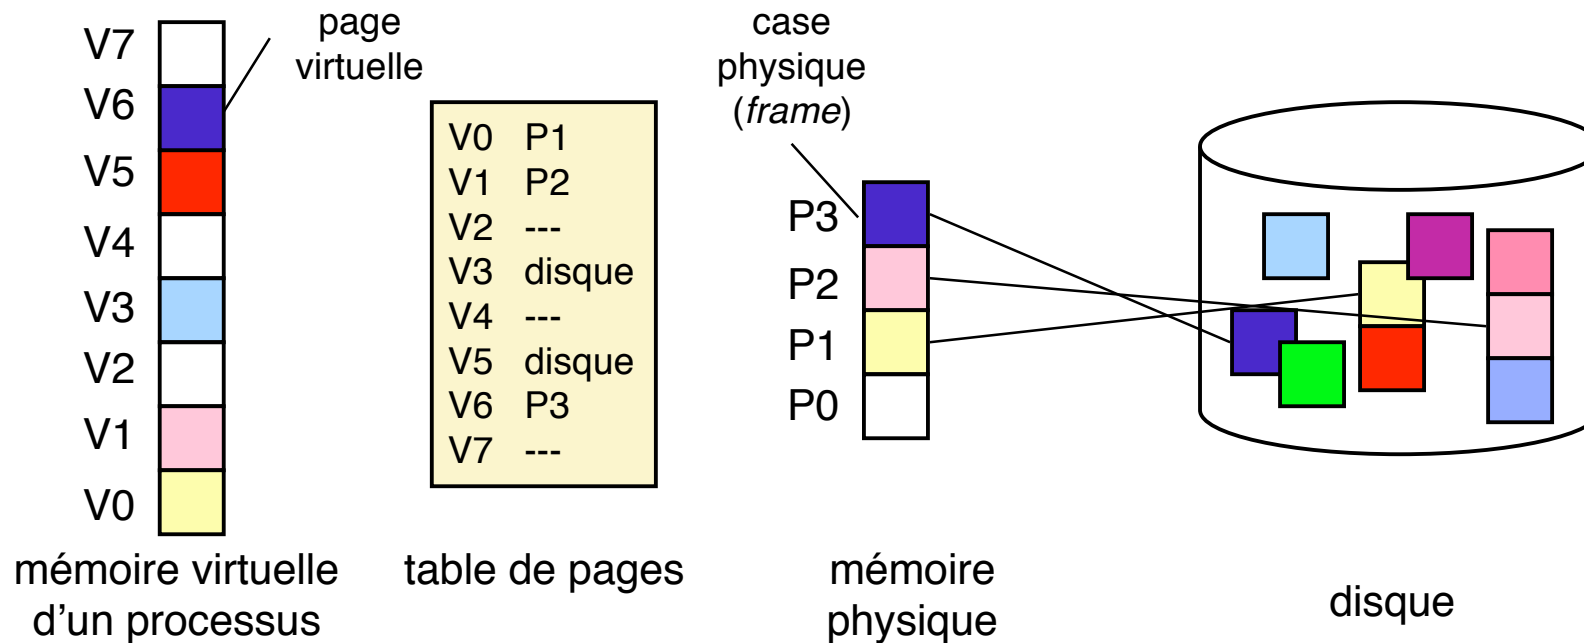 V7
V6
V5
V4
V3
V2
V1
V0
page
virtuelle
mémoire virtuelle
d'un processus
V0 P1
V1 P2
V2 ---
V3 disque
V4 ---
V5 disque
V6 P3
V7 ---
table de pages
case
physique
(frame)
P3
P2
P1
P0
mémoire
physique
disque